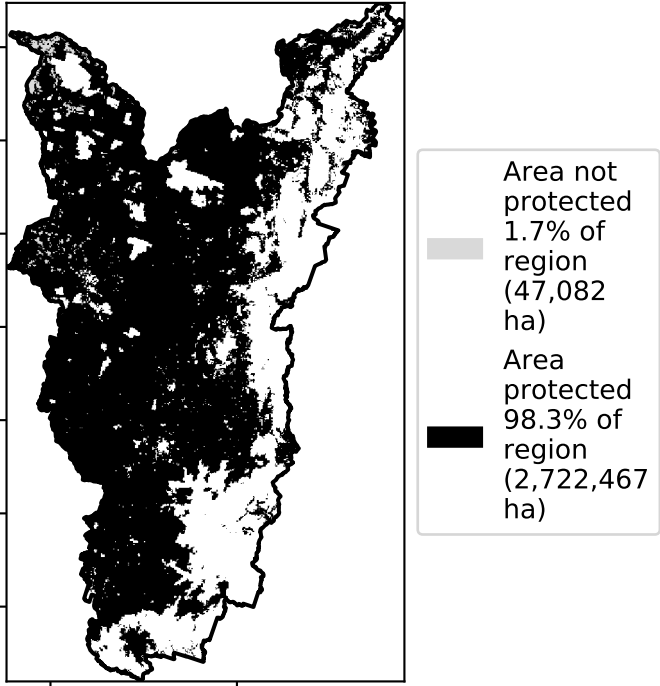 Area not
protected
1.7% of
region
(47,082
ha)
Area
protected
98.3% of
region
(2,722,467
ha)